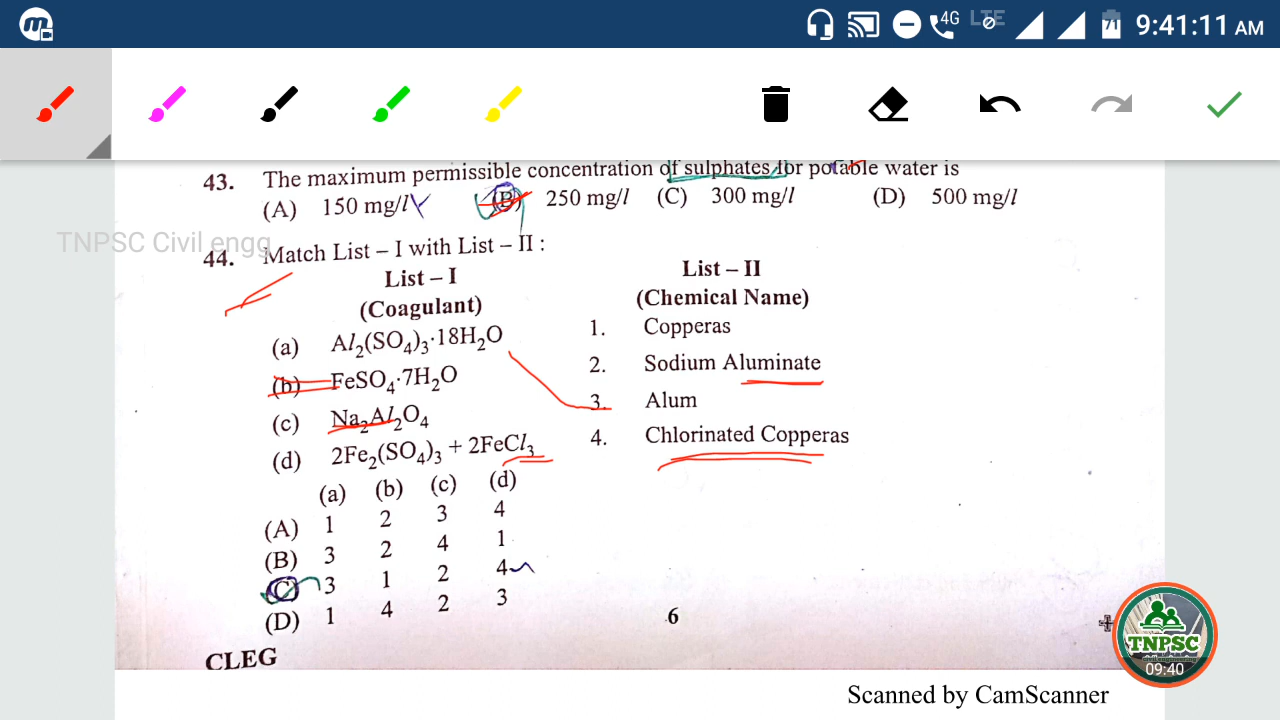 4G LTE 71 9:41:11 AM
43. The maximum permissible concentration of sulphates for potable water is
(A) 150 mg/l (B) 250 mg/l (C) 300 mg/l (D) 500 mg/l
TNPSC Civil engg
44. Match List – I with List – II :
List – I List – II
(Coagulant) (Chemical Name)
(a) Al₂(SO₄)₃·18H₂O 1. Copperas
(b) FeSO₄·7H₂O 2. Sodium Aluminate
(c) Na₂Al₂O₄ 3. Alum
(d) 2Fe₂(SO₄)₃ + 2FeCl₃ 4. Chlorinated Copperas
(a) (b) (c) (d)
(A) 1 2 3 4
(B) 3 2 4 1
(C) 3 1 2 4
(D) 1 4 2 3
6
CLEG
TNPSC
09:40
Scanned by CamScanner